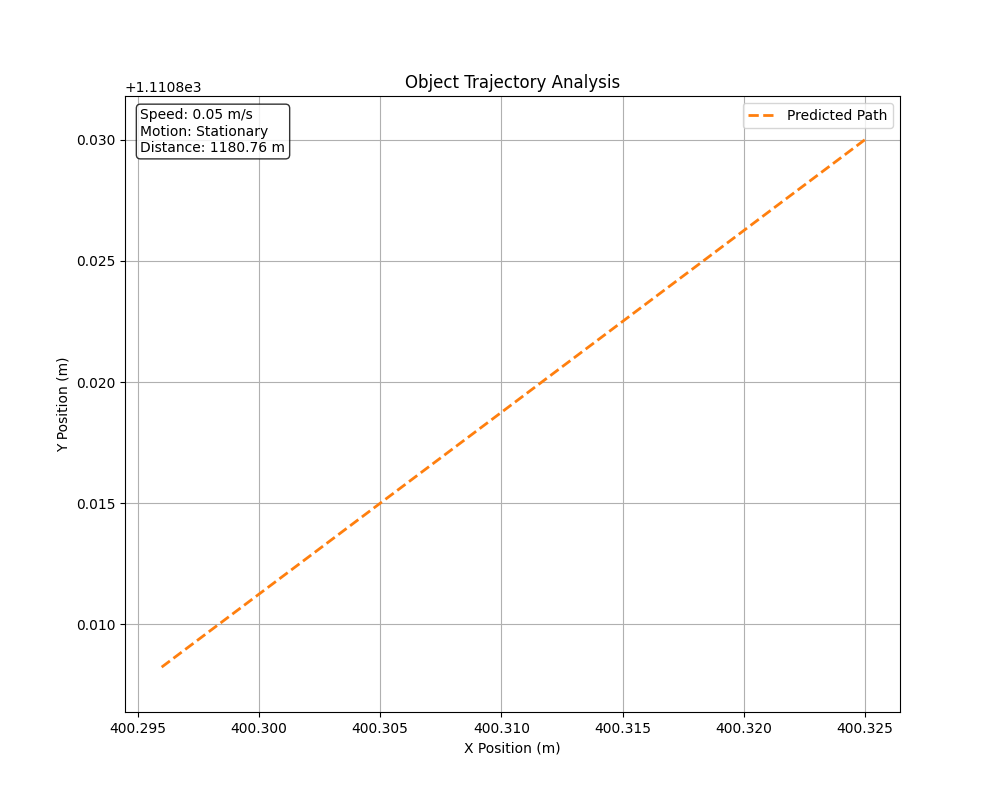 Object Trajectory Analysis
+1.1108e3
Speed: 0.05 m/s
Motion: Stationary
Distance: 1180.76 m
Predicted Path
0.030
0.025
0.020
0.015
0.010
Y Position (m)
400.295 400.300 400.305 400.310 400.315 400.320 400.325
X Position (m)